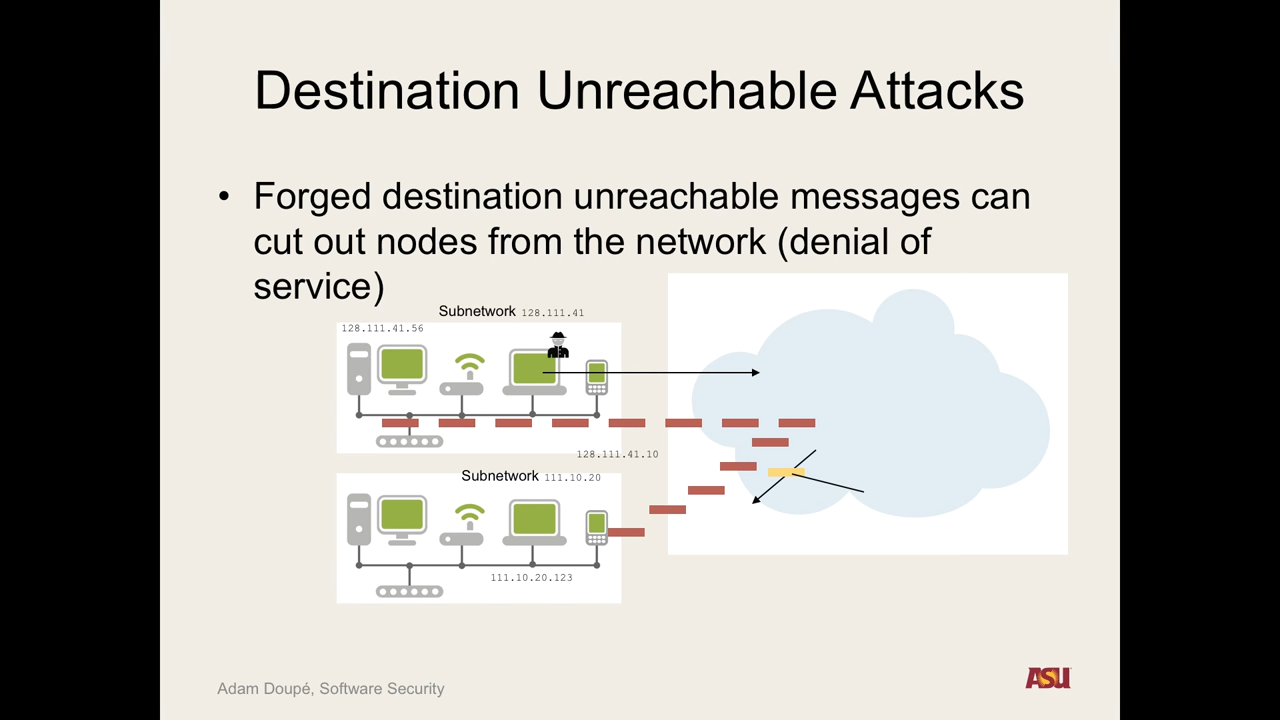 Destination Unreachable Attacks
• Forged destination unreachable messages can
cut out nodes from the network (denial of
service)
Subnetwork 128.111.41
128.111.41.56
128.111.41.10
Subnetwork 111.10.20
111.10.20.123
Adam Doupé, Software Security
ASU